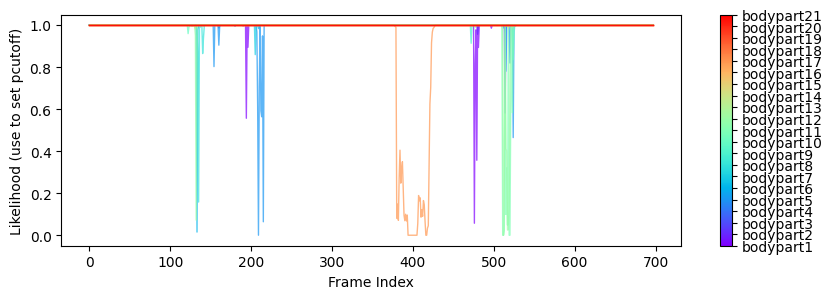 Likelihood (use to set pcutoff)
1.0
0.8
0.6
0.4
0.2
0.0
0
100
200
300
400
500
600
700
Frame Index
bodypart21
bodypart20
bodypart19
bodypart18
bodypart17
bodypart16
bodypart15
bodypart14
bodypart13
bodypart12
bodypart11
bodypart10
bodypart9
bodypart8
bodypart7
bodypart6
bodypart5
bodypart4
bodypart3
bodypart2
bodypart1